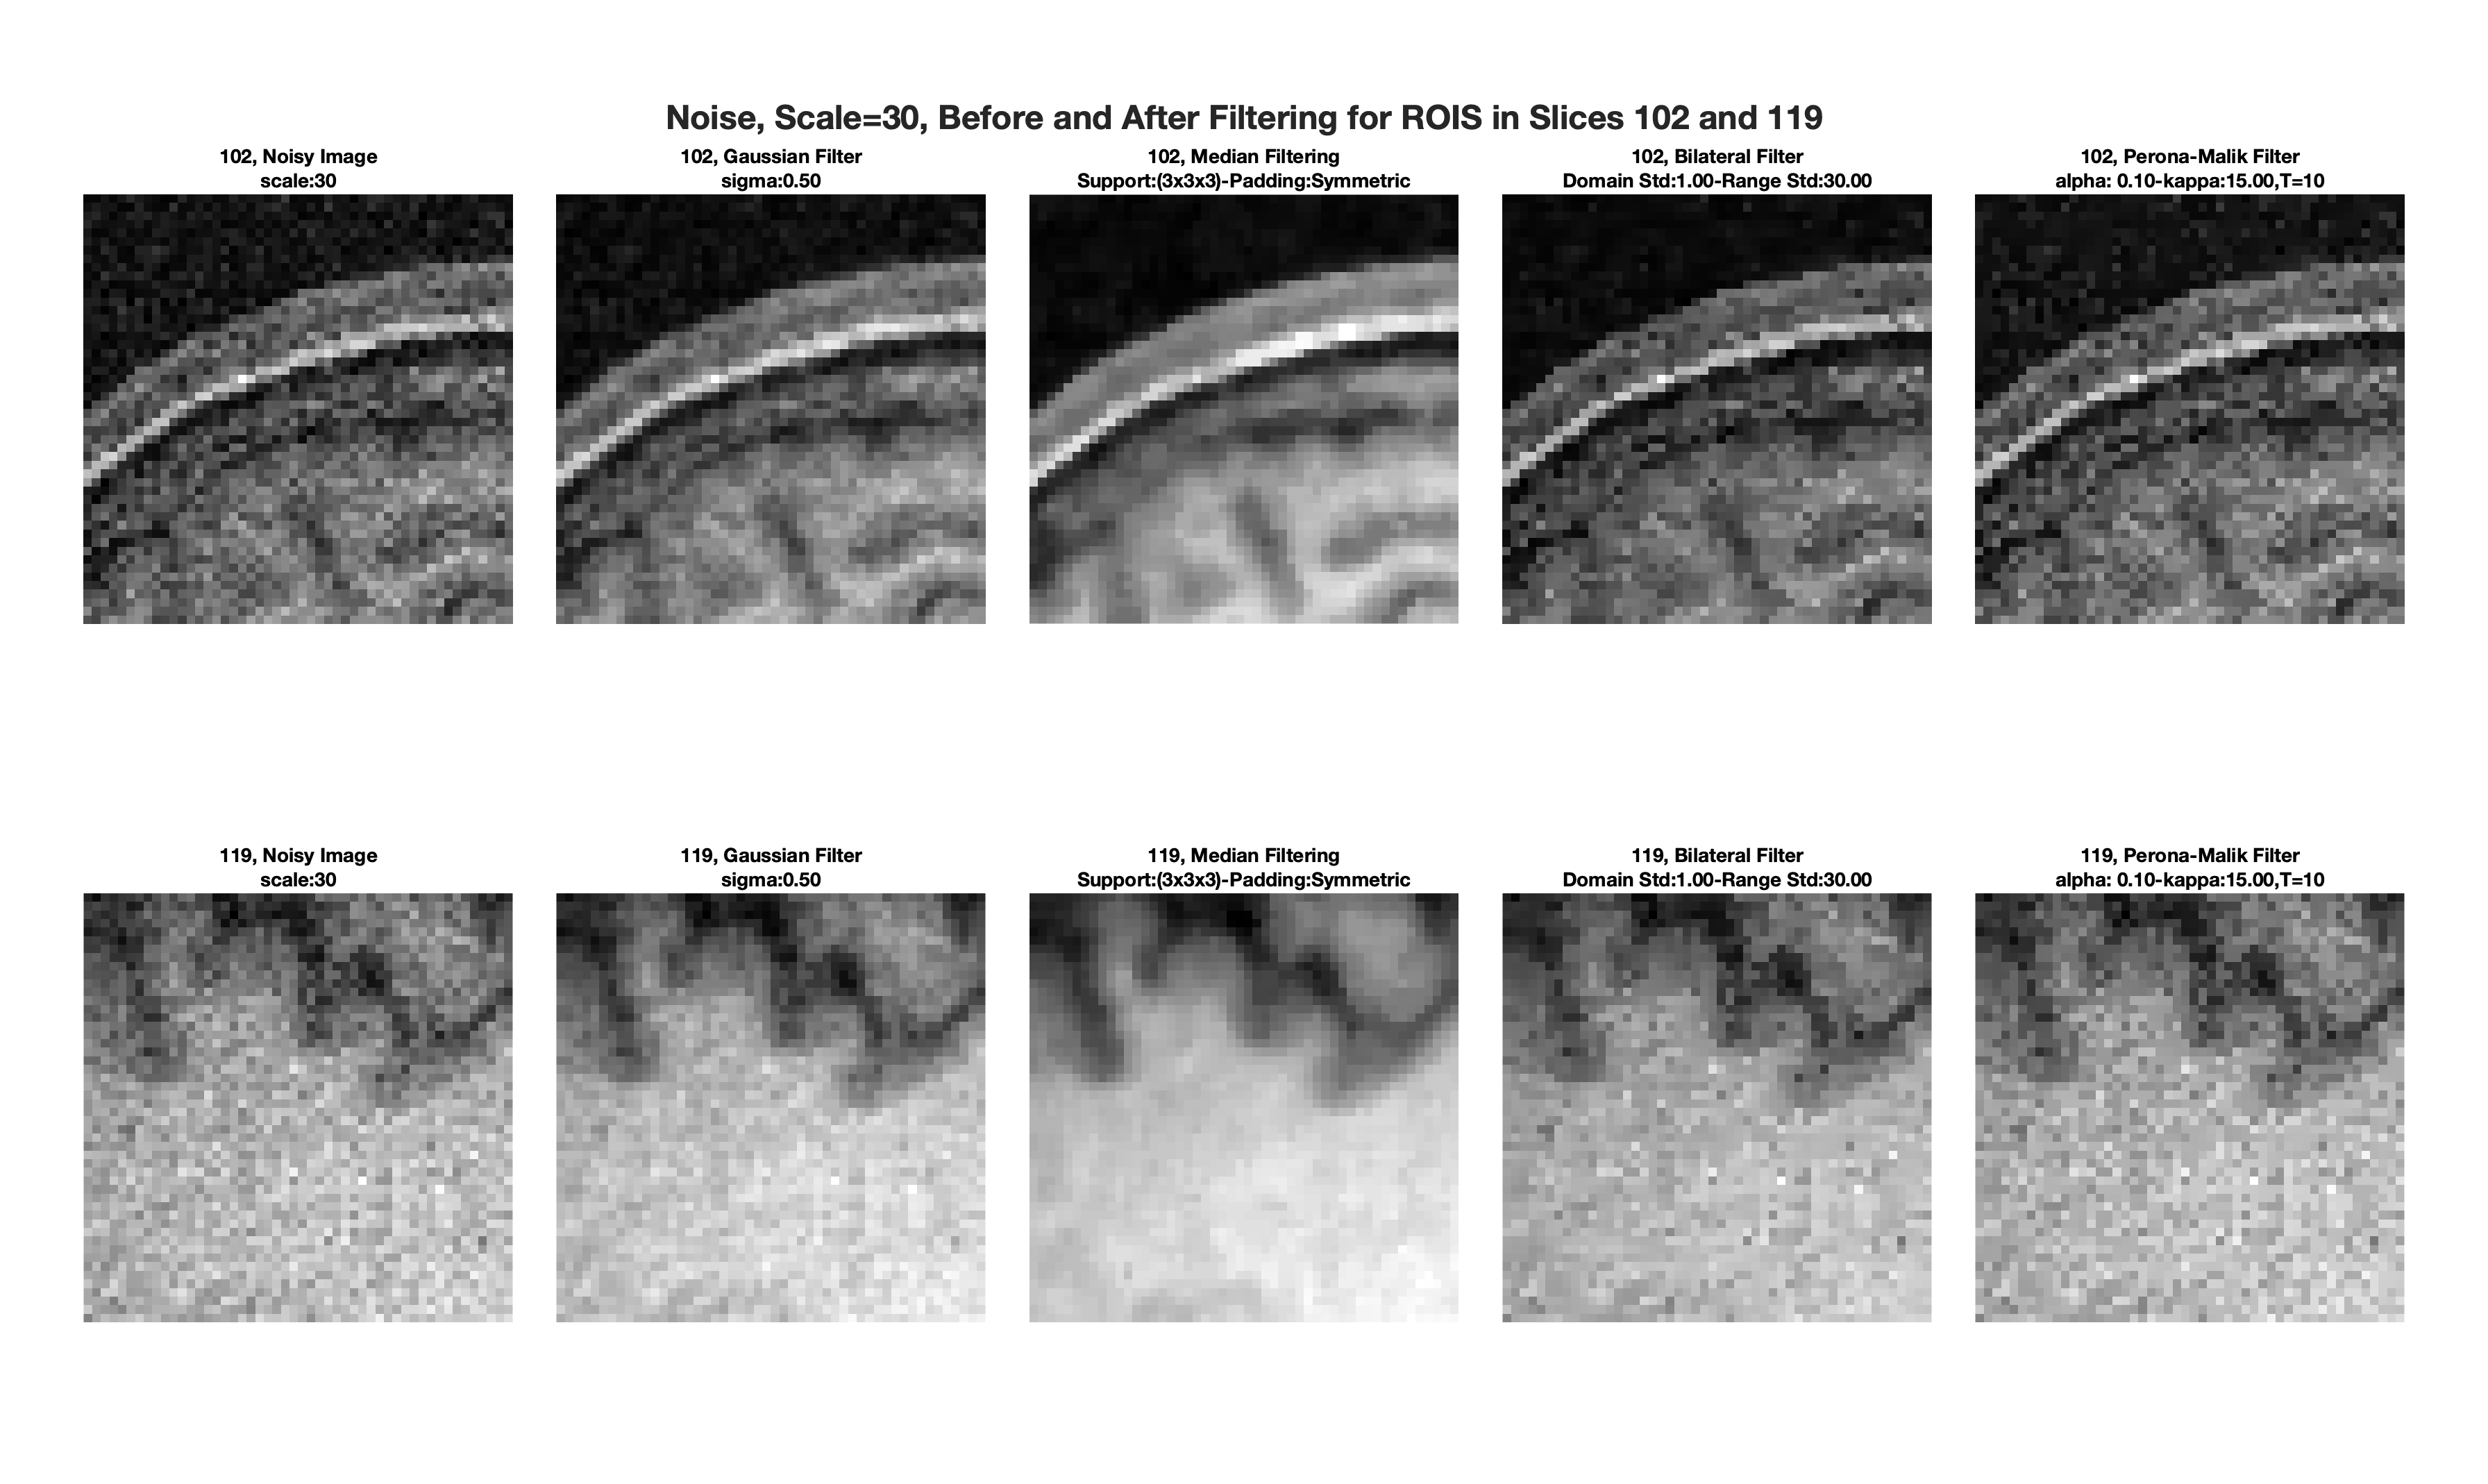 Noise, Scale=30, Before and After Filtering for ROIS in Slices 102 and 119
102, Noisy Image
scale:30
102, Gaussian Filter
sigma:0.50
102, Median Filtering
Support:(3x3x3)-Padding:Symmetric
102, Bilateral Filter
Domain Std:1.00-Range Std:30.00
102, Perona-Malik Filter
alpha: 0.10-kappa:15.00,T=10
119, Noisy Image
scale:30
119, Gaussian Filter
sigma:0.50
119, Median Filtering
Support:(3x3x3)-Padding:Symmetric
119, Bilateral Filter
Domain Std:1.00-Range Std:30.00
119, Perona-Malik Filter
alpha: 0.10-kappa:15.00,T=10